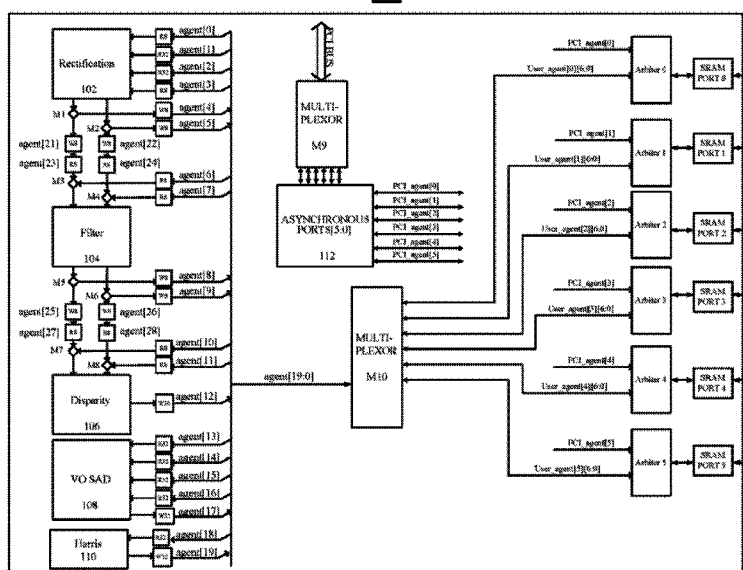 Rectification
102
agent[0]
agent[1]
agent[2]
agent[3]
M1
agent[4]
M2
agent[5]
agent[21]
agent[22]
agent[23]
agent[24]
M3
agent[6]
M4
agent[7]
Filter
104
M5
agent[8]
M6
agent[9]
agent[25]
agent[26]
agent[27]
agent[28]
M7
agent[10]
M8
agent[11]
Disparity
106
agent[12]
VO SAD
108
agent[13]
agent[14]
agent[15]
agent[16]
agent[17]
Harris
110
agent[18]
agent[19]
agent[19:0]
PCI BUS
MULTI-
PLEXOR
M9
ASYNCHRONOUS
PORTS[5:0]
112
PCI_agent[0]
PCI_agent[1]
PCI_agent[2]
PCI_agent[3]
PCI_agent[4]
PCI_agent[5]
MULTI-
PLEXOR
M10
PCI_agent[0]
User_agent[0][6:0]
Arbiter 0
SRAM
PORT 0
PCI_agent[1]
User_agent[1][6:0]
Arbiter 1
SRAM
PORT 1
PCI_agent[2]
User_agent[2][6:0]
Arbiter 2
SRAM
PORT 2
PCI_agent[3]
User_agent[3][6:0]
Arbiter 3
SRAM
PORT 3
PCI_agent[4]
User_agent[4][6:0]
Arbiter 4
SRAM
PORT 4
PCI_agent[5]
User_agent[5][6:0]
Arbiter 5
SRAM
PORT 5